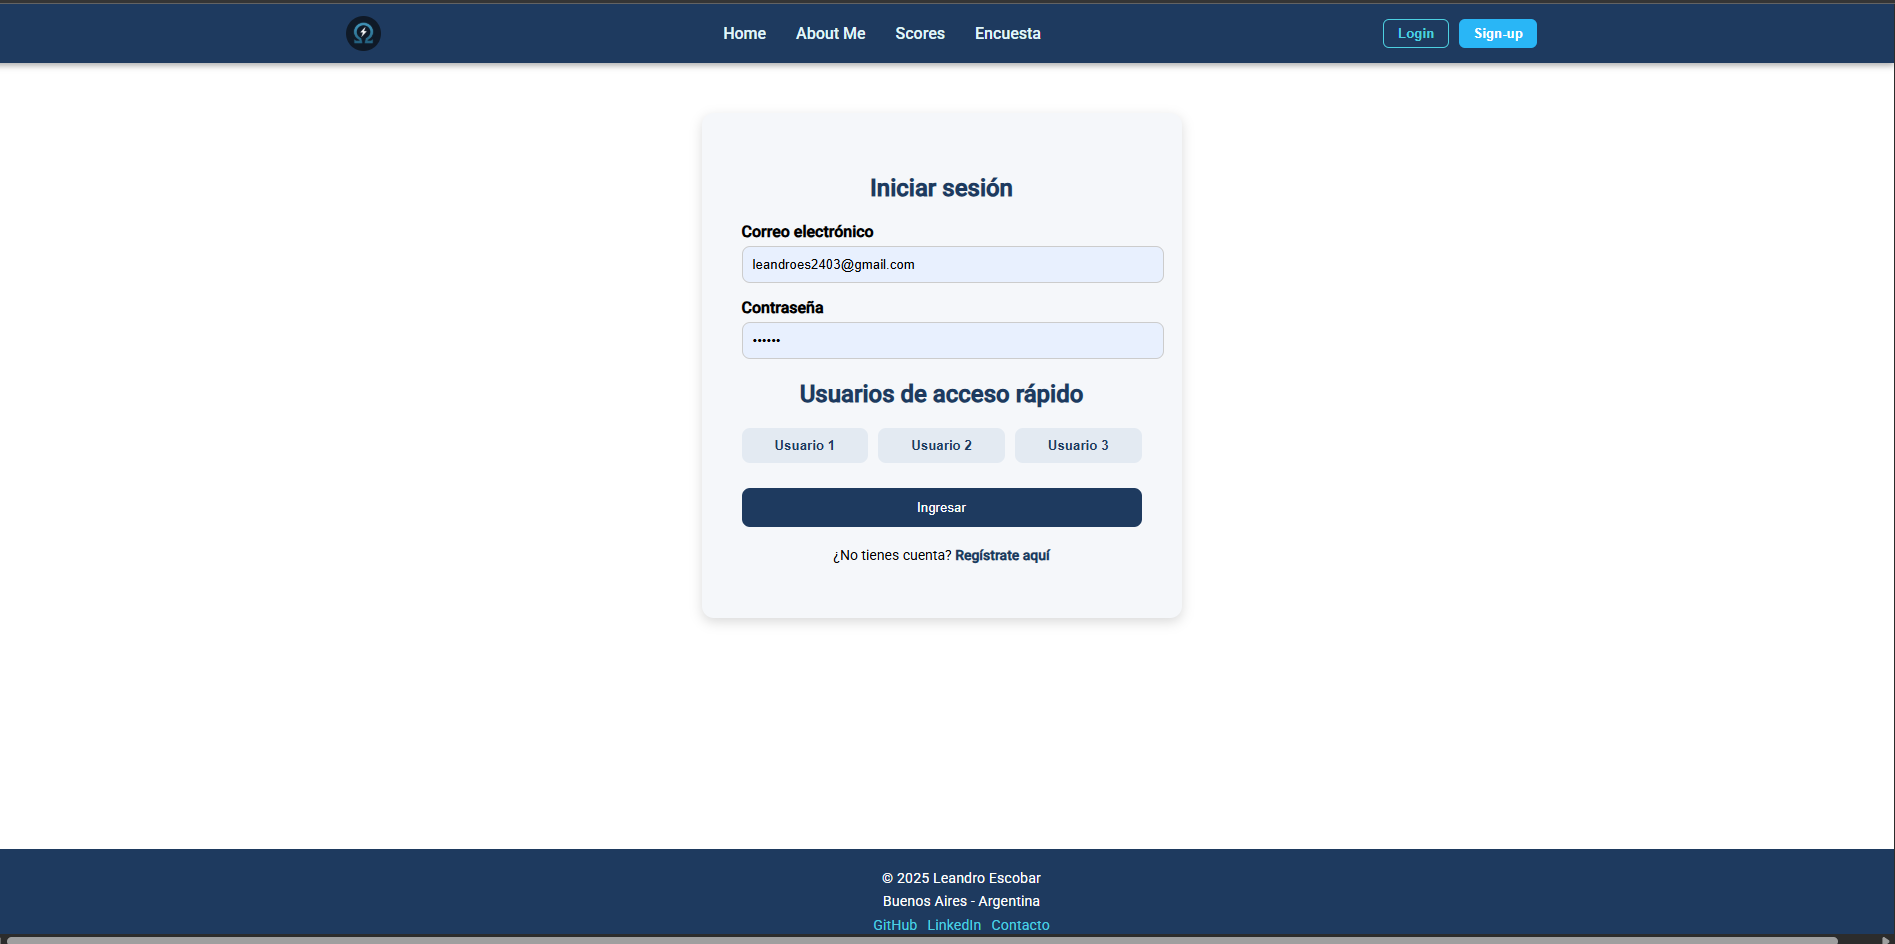 Home About Me Scores Encuesta Login Sign-up
Iniciar sesión
Correo electrónico
leandroes2403@gmail.com
Contraseña
••••••
Usuarios de acceso rápido
Usuario 1 Usuario 2 Usuario 3
Ingresar
¿No tienes cuenta? Regístrate aquí
© 2025 Leandro Escobar
Buenos Aires - Argentina
GitHub LinkedIn Contacto